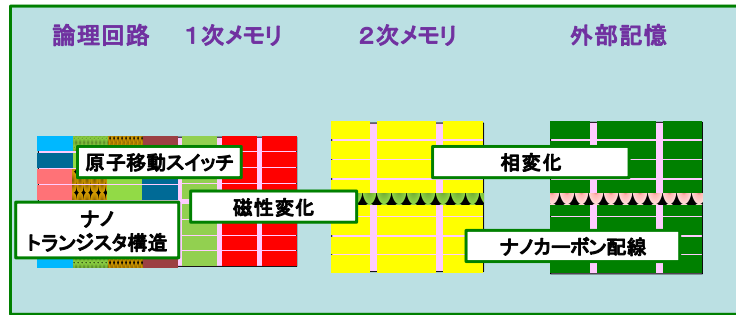 論理回路
１次メモリ
２次メモリ
外部記憶
原子移動スイッチ
相変化
ナノ
トランジスタ構造
磁性変化
ナノカーボン配線